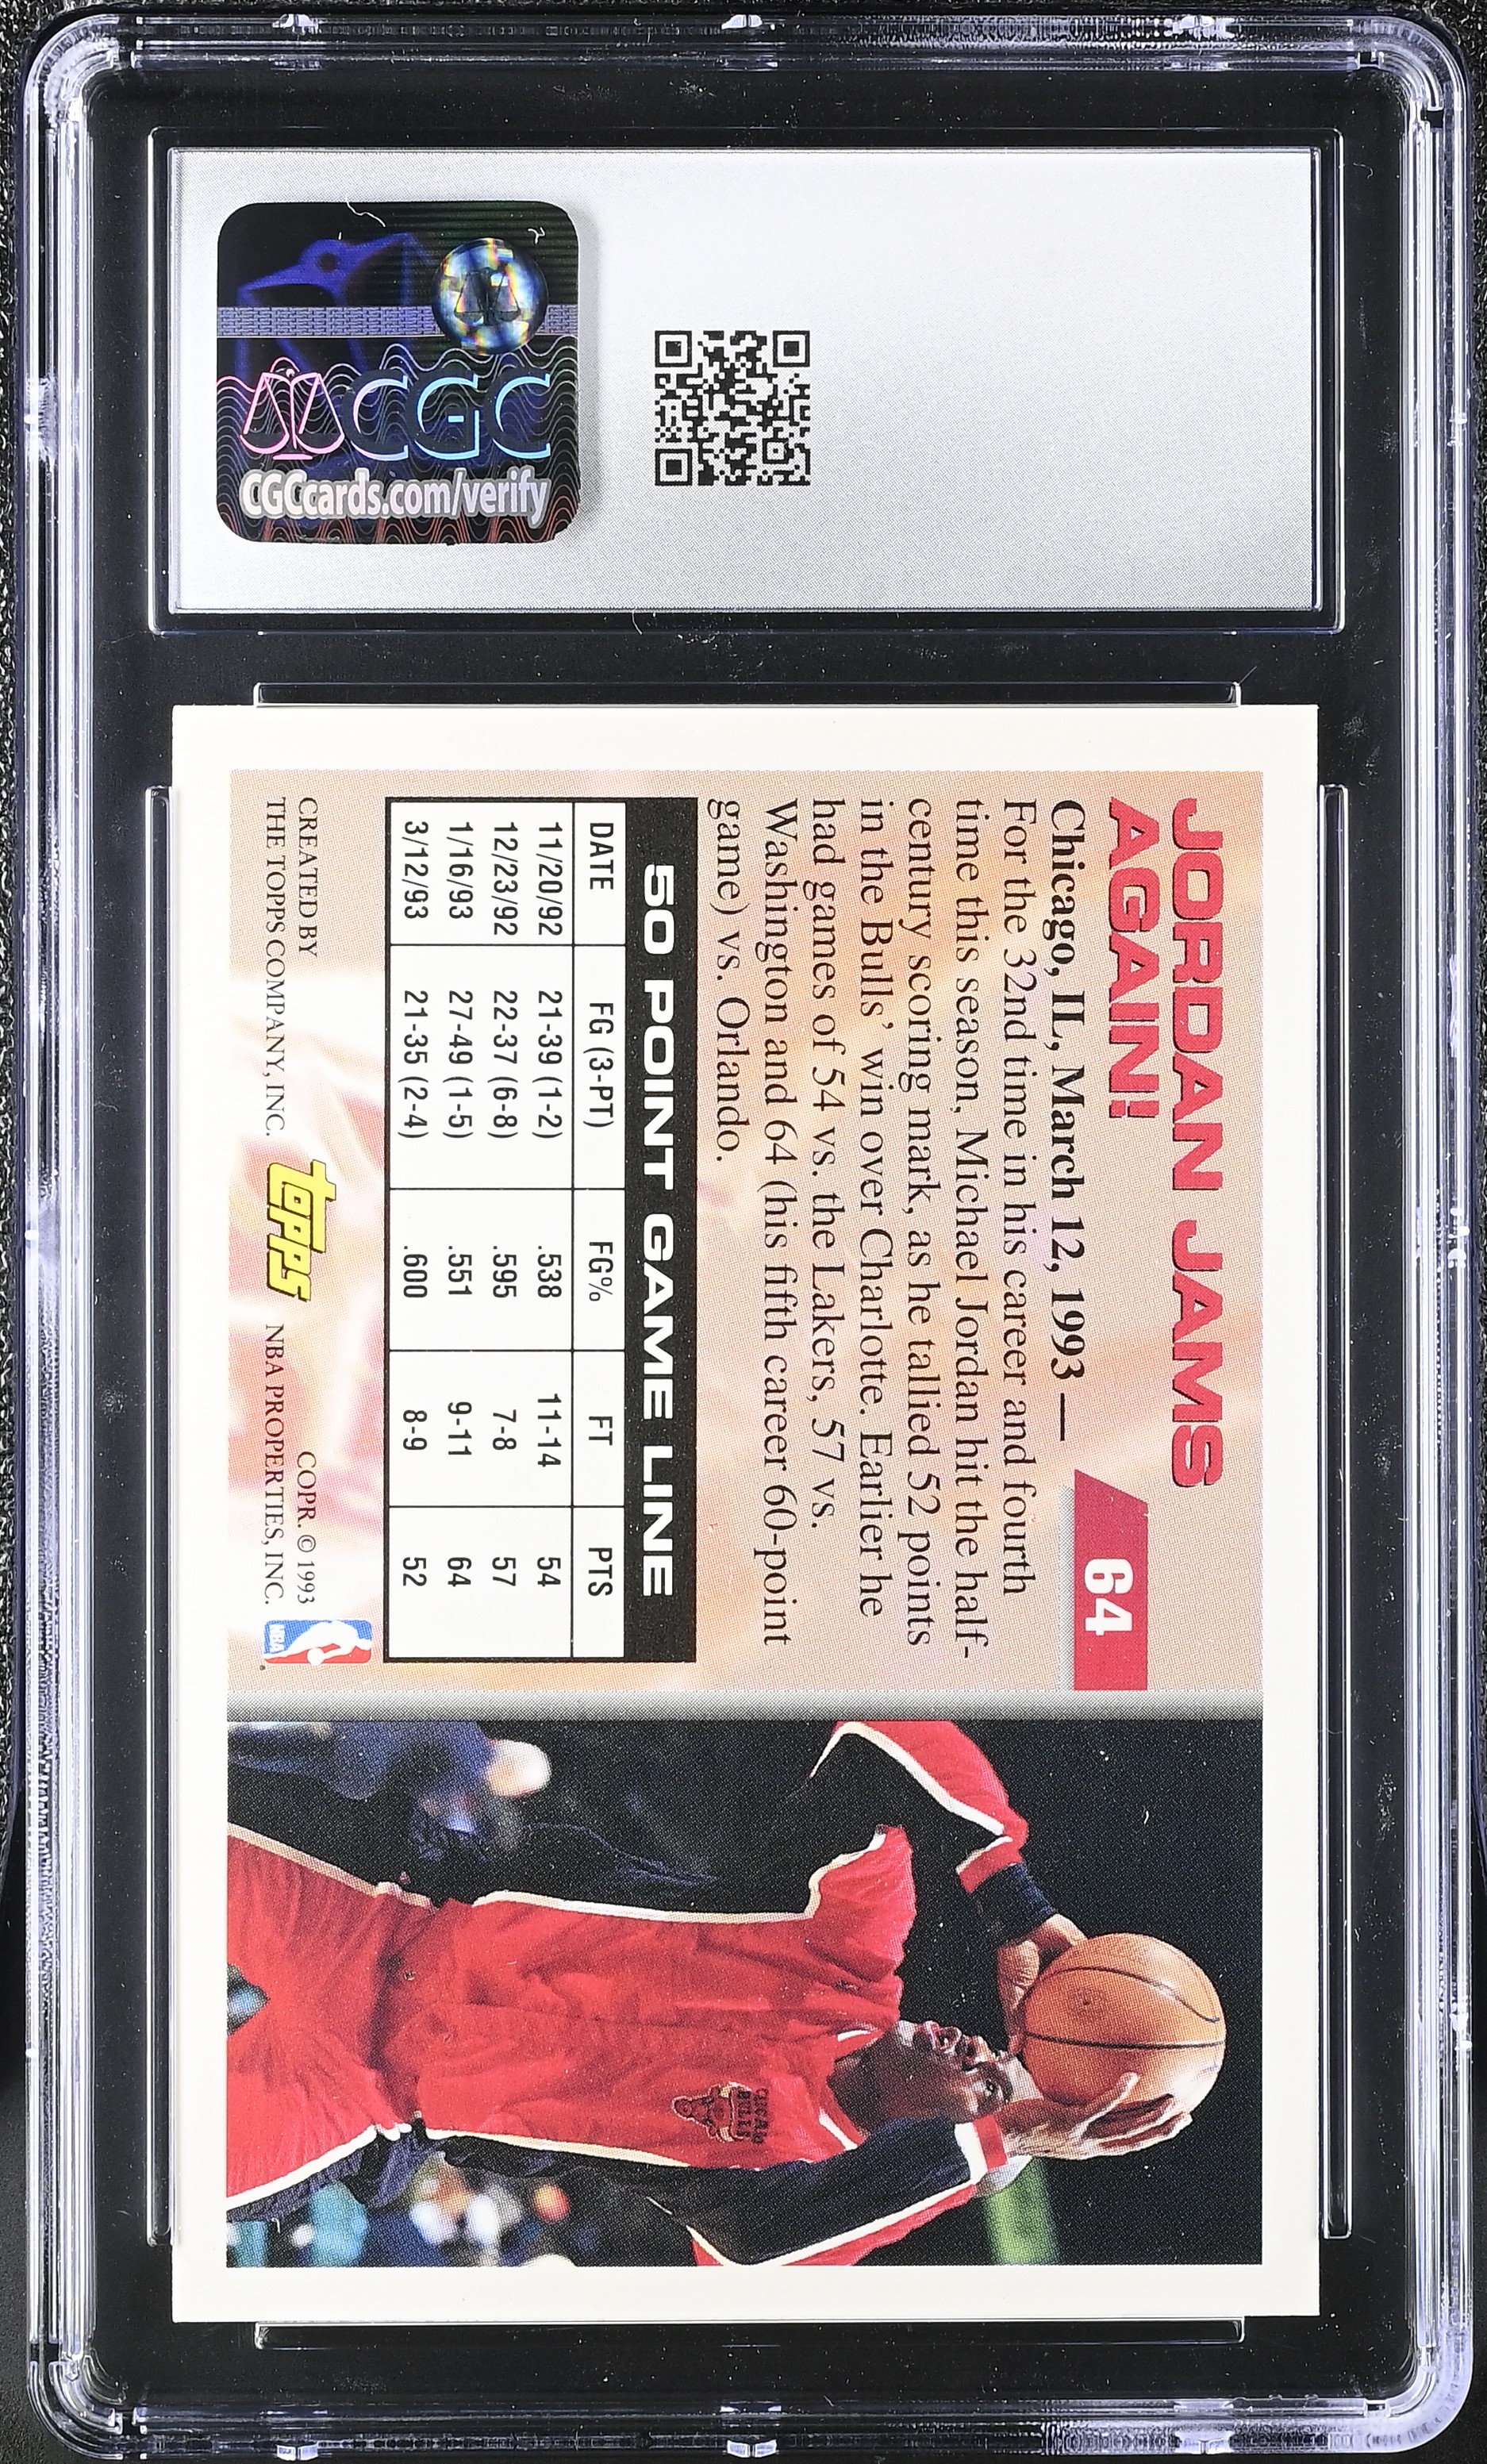 CGC
CGCcards.com/verify
JORDAN JAMS
AGAIN!
64
Chicago, IL, March 12, 1993 —
For the 32nd time in his career and fourth
time this season, Michael Jordan hit the half-
century scoring mark, as he tallied 52 points
in the Bulls' win over Charlotte. Earlier he
had games of 54 vs. the Lakers, 57 vs.
Washington and 64 (his fifth career 60-point
game) vs. Orlando.
50 POINT GAME LINE
DATE FG (3-PT) FG% FT PTS
11/20/92 21-39 (1-2) .538 11-14 54
12/23/92 22-37 (6-8) .595 7-8 57
1/16/93 27-49 (1-5) .551 9-11 64
3/12/93 21-35 (2-4) .600 8-9 52
CREATED BY
THE TOPPS COMPANY, INC.
TOPPS
COPR. © 1993
NBA PROPERTIES, INC.
NBA
CHICAGO
BULLS